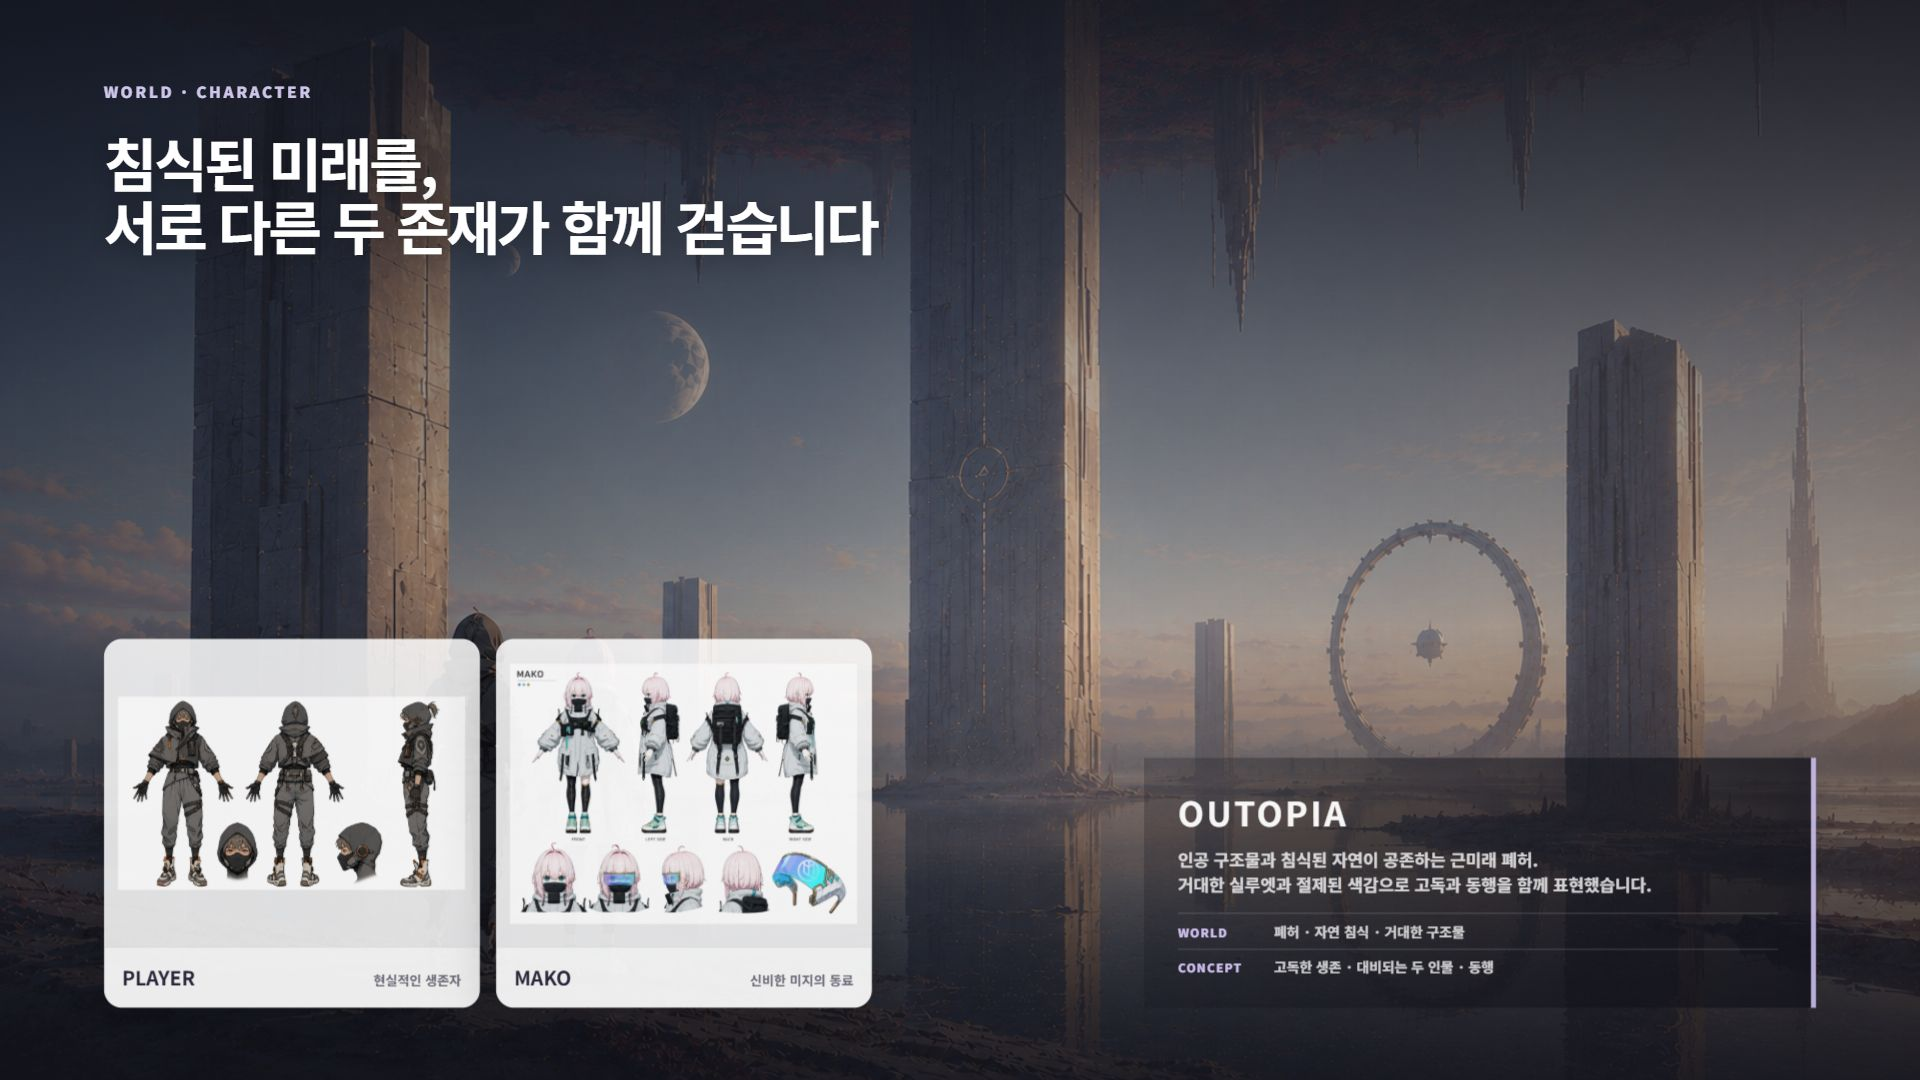 WORLD · CHARACTER
침식된 미래를,
서로 다른 두 존재가 함께 걷습니다
MAKO
FRONT
LEFT SIDE
BACK
RIGHT SIDE
PLAYER
현실적인 생존자
MAKO
신비한 미지의 동료
OUTOPIA
인공 구조물과 침식된 자연이 공존하는 근미래 폐허.
거대한 실루엣과 절제된 색감으로 고독과 동행을 함께 표현했습니다.
WORLD 폐허 · 자연 침식 · 거대한 구조물
CONCEPT 고독한 생존 · 대비되는 두 인물 · 동행